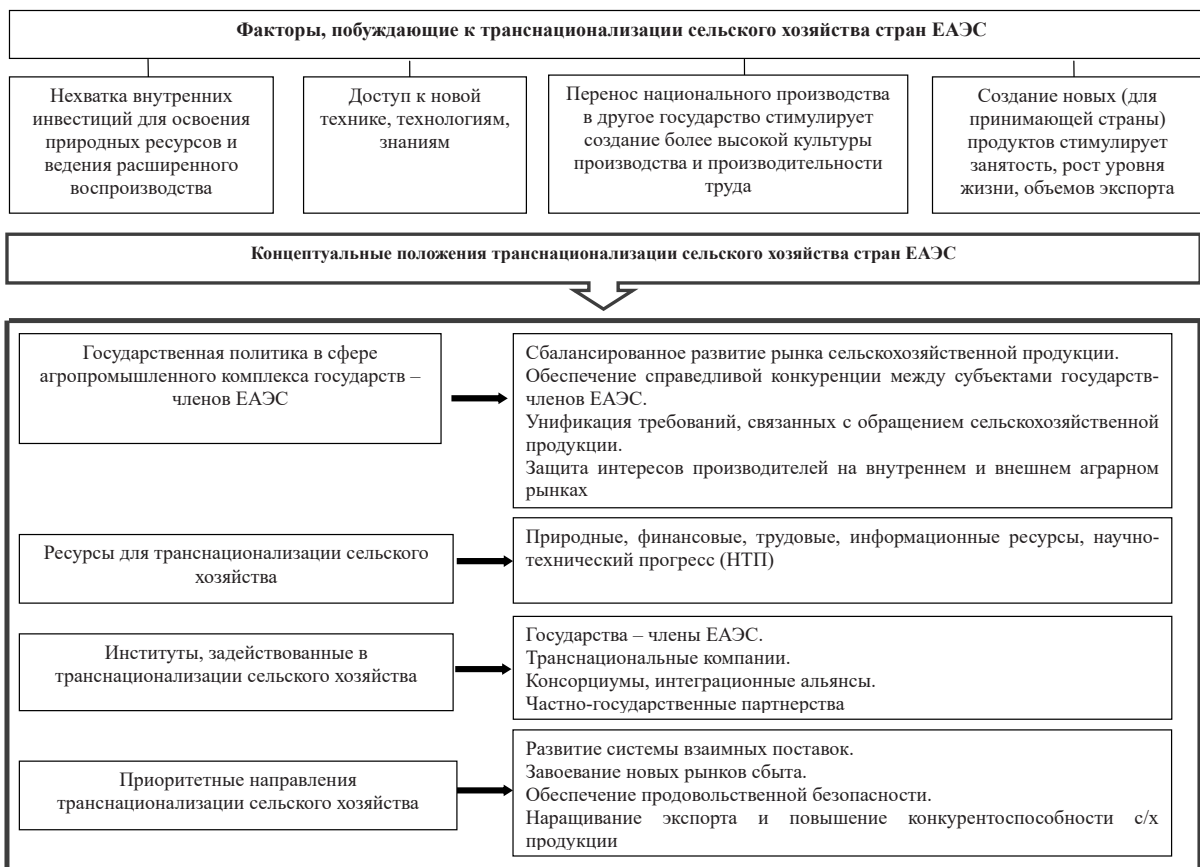 Факторы, побуждающие к транснационализации сельского хозяйства стран ЕАЭС
Нехватка внутренних
инвестиций для освоения
природных ресурсов и
ведения расширенного
воспроизводства
Доступ к новой
технике, технологиям,
знаниям
Перенос национального производства
в другое государство стимулирует
создание более высокой культуры
производства и производительности
труда
Создание новых (для
принимающей страны)
продуктов стимулирует
занятость, рост уровня
жизни, объемов экспорта
Концептуальные положения транснационализации сельского хозяйства стран ЕАЭС
Государственная политика в сфере
агропромышленного комплекса государств –
членов ЕАЭС
Сбалансированное развитие рынка сельскохозяйственной продукции.
Обеспечение справедливой конкуренции между субъектами государств-
членов ЕАЭС.
Унификация требований, связанных с обращением сельскохозяйственной
продукции.
Защита интересов производителей на внутреннем и внешнем аграрном
рынках
Ресурсы для транснационализации сельского
хозяйства
Природные, финансовые, трудовые, информационные ресурсы, научно-
технический прогресс (НТП)
Институты, задействованные в
транснационализации сельского хозяйства
Государства – члены ЕАЭС.
Транснациональные компании.
Консорциумы, интеграционные альянсы.
Частно-государственные партнерства
Приоритетные направления
транснационализации сельского хозяйства
Развитие системы взаимных поставок.
Завоевание новых рынков сбыта.
Обеспечение продовольственной безопасности.
Наращивание экспорта и повышение конкурентоспособности с/х
продукции